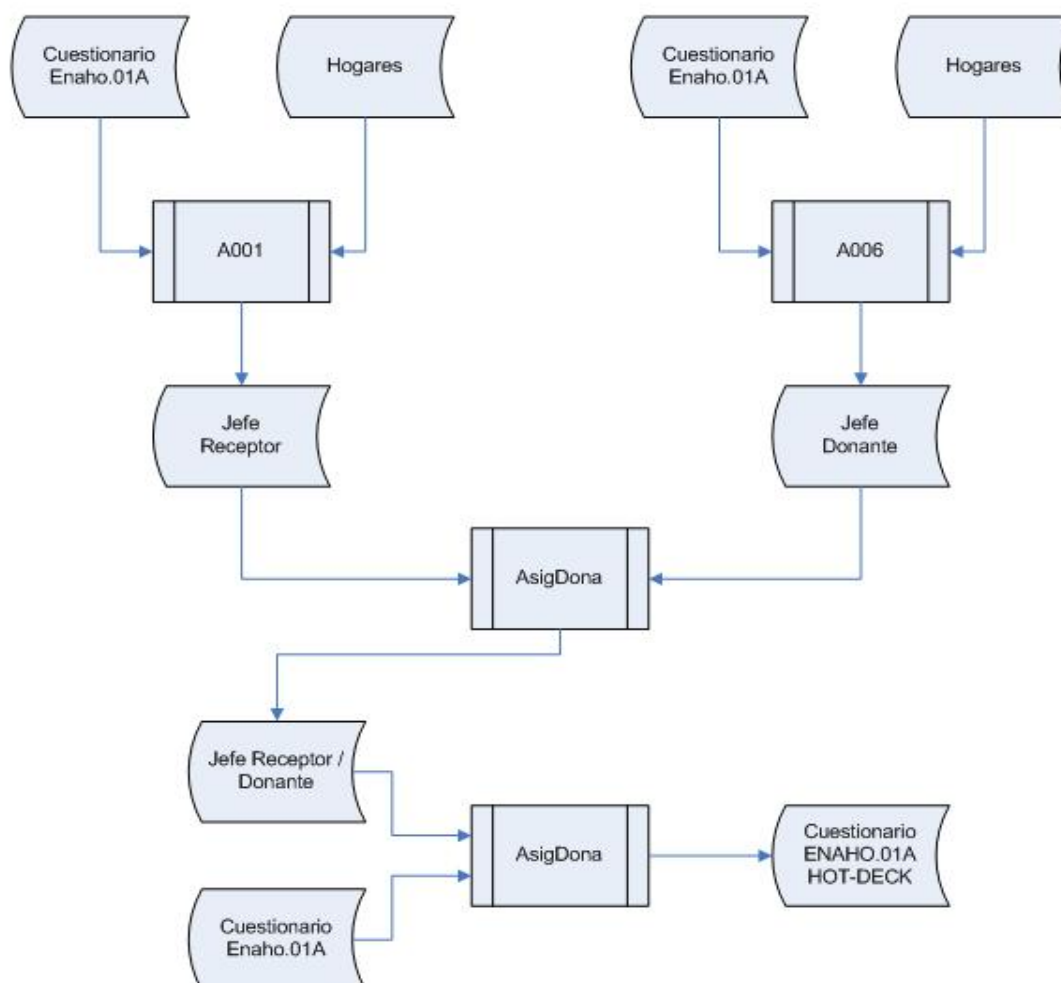 Cuestionario
Enaho.01A
Hogares
Cuestionario
Enaho.01A
Hogares
A001
A006
Jefe
Receptor
Jefe
Donante
AsigDona
Jefe Receptor /
Donante
AsigDona
Cuestionario
ENAHO.01A
HOT-DECK
Cuestionario
Enaho.01A